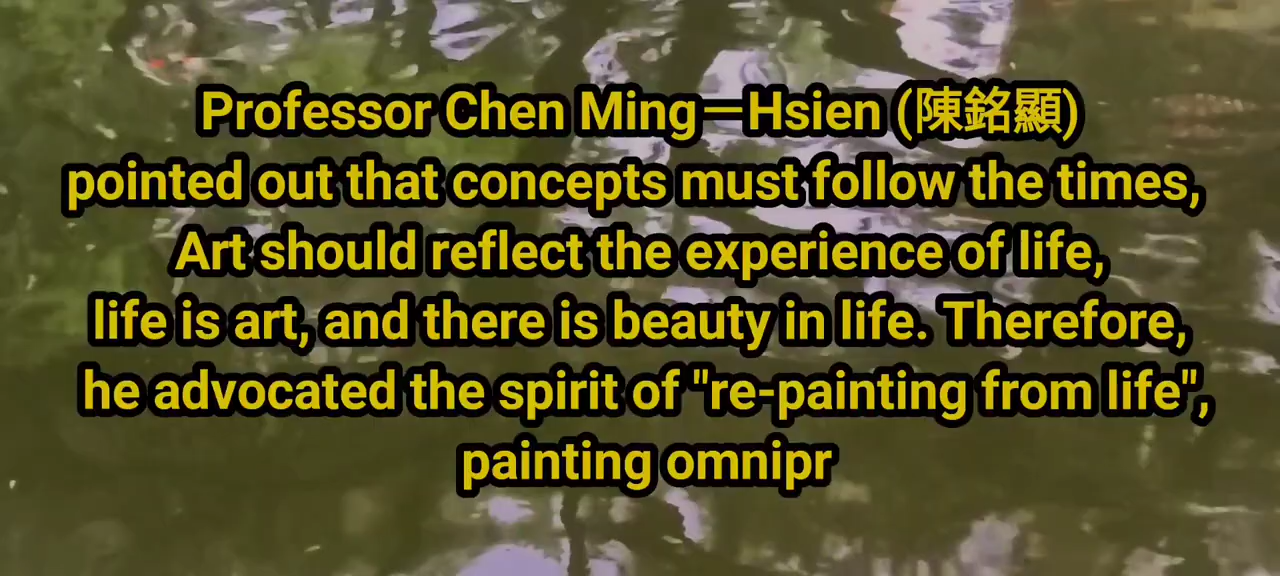 Professor Chen Ming—Hsien (陳銘顯)
pointed out that concepts must follow the times,
Art should reflect the experience of life,
life is art, and there is beauty in life. Therefore,
he advocated the spirit of "re-painting from life",
painting omnipr